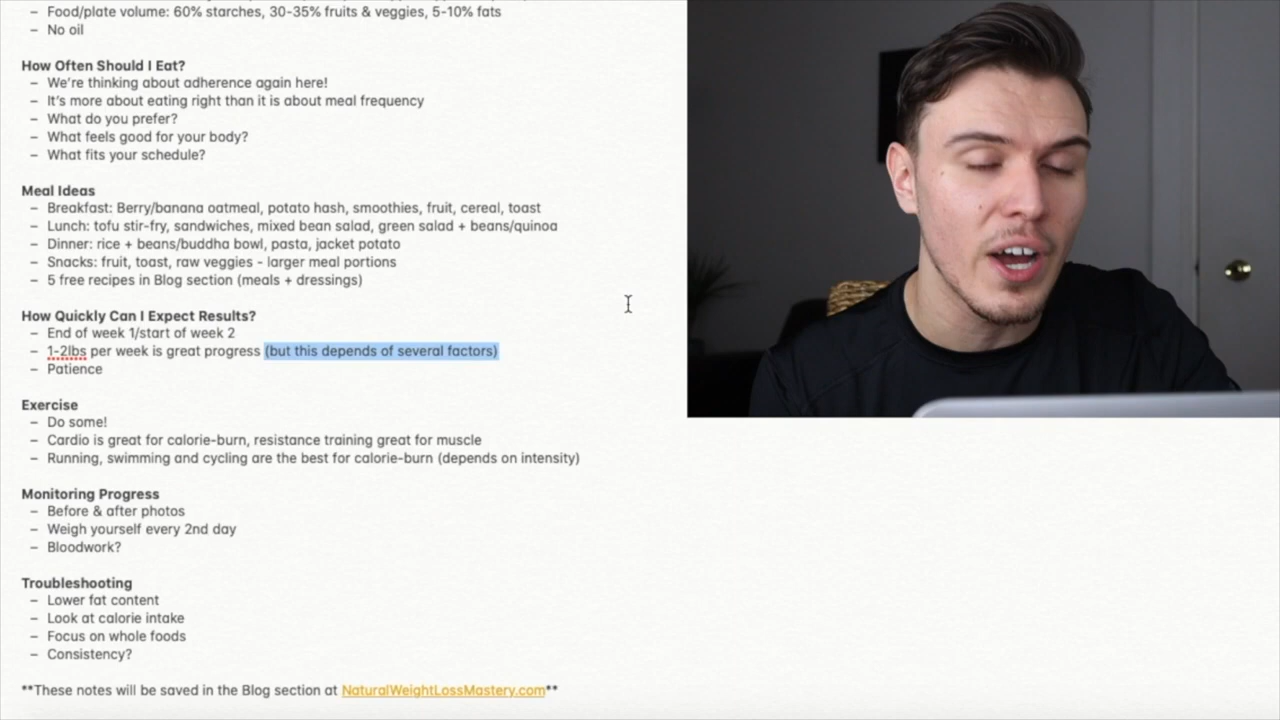 – Food/plate volume: 60% starches, 30-35% fruits & veggies, 5-10% fats
– No oil
How Often Should I Eat?
– We're thinking about adherence again here!
– It's more about eating right than it is about meal frequency
– What do you prefer?
– What feels good for your body?
– What fits your schedule?
Meal Ideas
– Breakfast: Berry/banana oatmeal, potato hash, smoothies, fruit, cereal, toast
– Lunch: tofu stir-fry, sandwiches, mixed bean salad, green salad + beans/quinoa
– Dinner: rice + beans/buddha bowl, pasta, jacket potato
– Snacks: fruit, toast, raw veggies - larger meal portions
– 5 free recipes in Blog section (meals + dressings)
How Quickly Can I Expect Results?
– End of week 1/start of week 2
– 1-2lbs per week is great progress (but this depends of several factors)
– Patience
Exercise
– Do some!
– Cardio is great for calorie-burn, resistance training great for muscle
– Running, swimming and cycling are the best for calorie-burn (depends on intensity)
Monitoring Progress
– Before & after photos
– Weigh yourself every 2nd day
– Bloodwork?
Troubleshooting
– Lower fat content
– Look at calorie intake
– Focus on whole foods
– Consistency?
**These notes will be saved in the Blog section at NaturalWeightLossMastery.com**